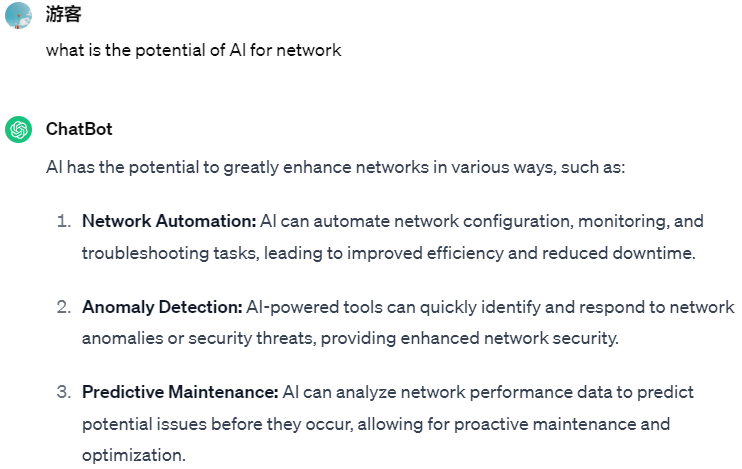 游客
what is the potential of AI for network
ChatBot
AI has the potential to greatly enhance networks in various ways, such as:
1. Network Automation: AI can automate network configuration, monitoring, and
troubleshooting tasks, leading to improved efficiency and reduced downtime.
2. Anomaly Detection: AI-powered tools can quickly identify and respond to network
anomalies or security threats, providing enhanced network security.
3. Predictive Maintenance: AI can analyze network performance data to predict
potential issues before they occur, allowing for proactive maintenance and
optimization.